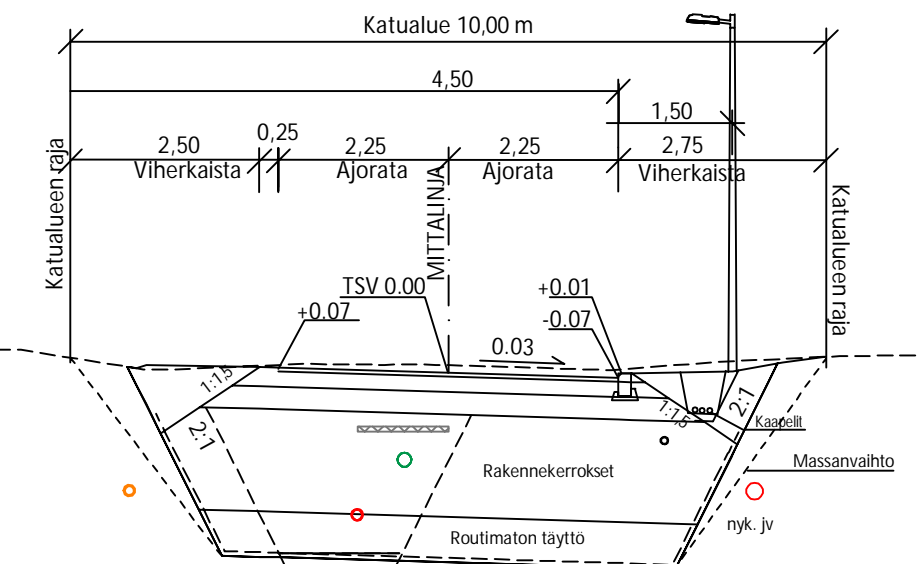 Katualue 10,00 m
4,50
1,50
0,25
2,50
2,25
2,25
2,75
Viherkaista
Ajorata
Ajorata
Viherkaista
Katualueen raja
MITTALINJA
Katualueen raja
TSV 0.00
+0.01
+0.07
-0.07
0.03
1:1,5
2:1
1:1,5
2:1
Kaapelit
Rakennekerrokset
Massanvaihto
nyk. jv
Routimaton täyttö